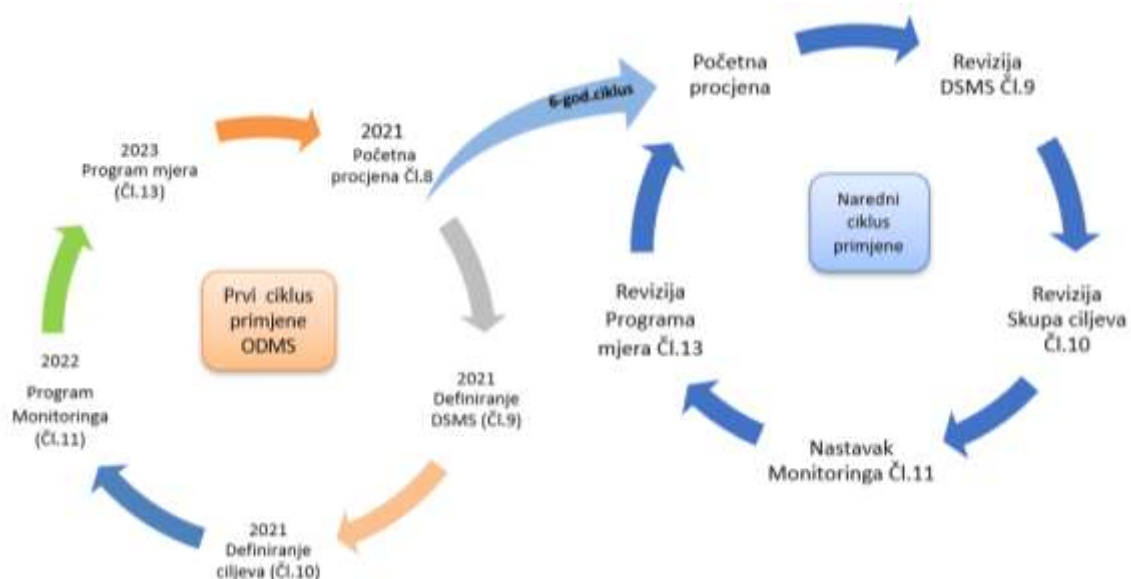 2021
Početna
procjena Čl.8
2021
Definiranje
DSMS (Čl.9)
2021
Definiranje
ciljeva (Čl.10)
2022
Program
Monitoringa
(Čl.11)
2023
Program mjera
(Čl.13)
Prvi ciklus
primjene
ODMS
6-god.ciklus
Početna
procjena
Revizija
DSMS Čl.9
Revizija
Skupa ciljeva
Čl.10
Nastavak
Monitoringa Čl.11
Revizija
Programa
mjera Čl.13
Naredni
ciklus
primjene